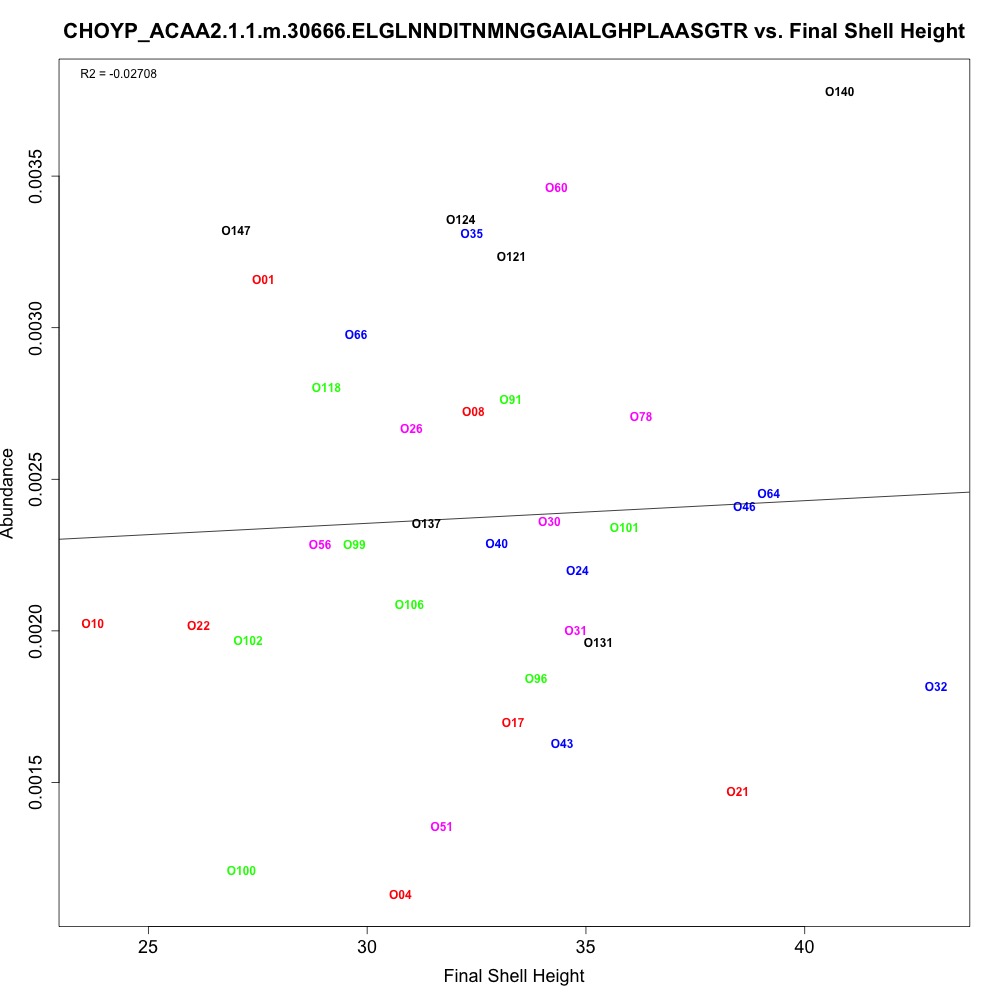 CHOYP_ACAA2.1.1.m.30666.ELGLNNDITNMNGGAIALGHPLAASGTR vs. Final Shell Height
R2 = -0.02708
O140
0.0035
O60
O124
O147
O35
O121
O01
0.0030
O66
O118
O91
O08
O78
O26
0.0025
Abundance
O64
O46
O137
O30
O101
O56
O99
O40
O24
O106
0.0020
O10
O22
O31
O102
O131
O96
O32
O17
O43
0.0015
O21
O51
O100
O04
25 30 35 40
Final Shell Height